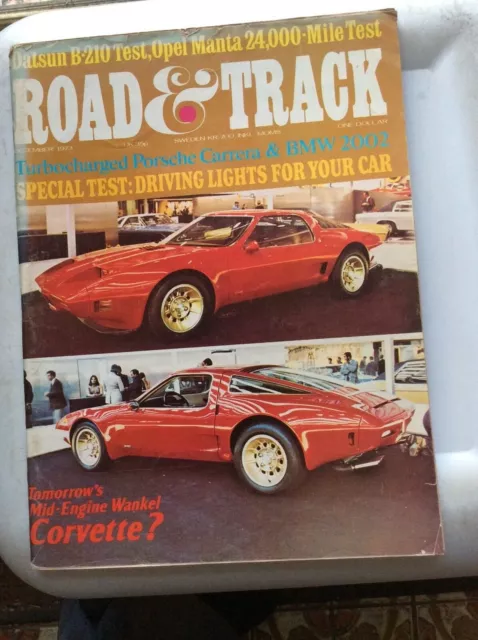 Datsun B-210 Test, Opel Manta 24,000-Mile Test
ROAD & TRACK
ONE DOLLAR
Turbocharged Porsche Carrera & BMW 2002
SPECIAL TEST: DRIVING LIGHTS FOR YOUR CAR
Tomorrow's
Mid-Engine Wankel
Corvette?